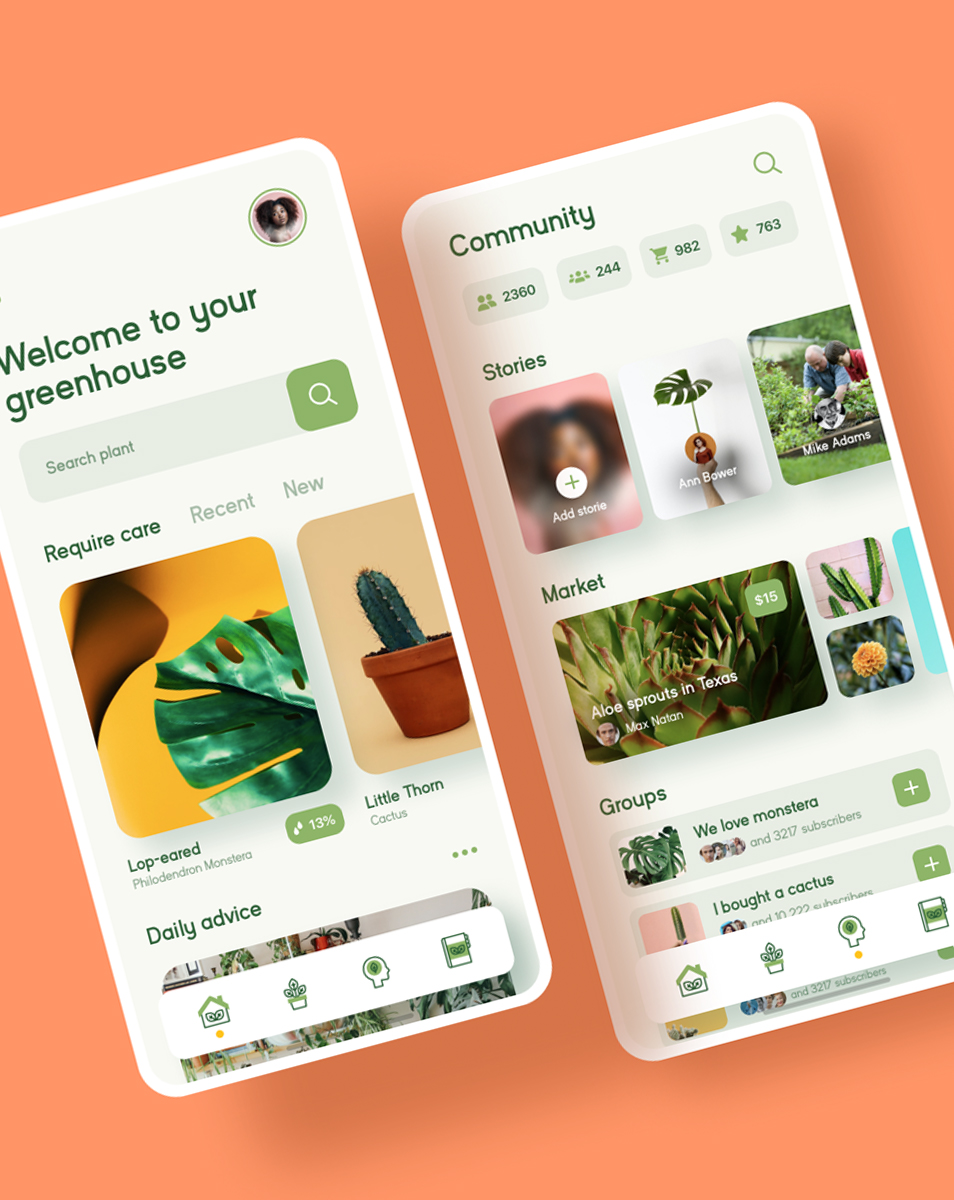 Welcome to your
greenhouse
Search plant
Require care
Recent
New
Lop-eared
Philodendron Monstera
13%
Little Thorn
Cactus
Daily advice
Community
2360
244
982
763
Stories
Add storie
Ann Bower
Mike Adams
Market
$15
Aloe sprouts in Texas
Max Natan
Groups
We love monstera
and 3217 subscribers
I bought a cactus
and 10 222 subscribers
and 3217 subscribers